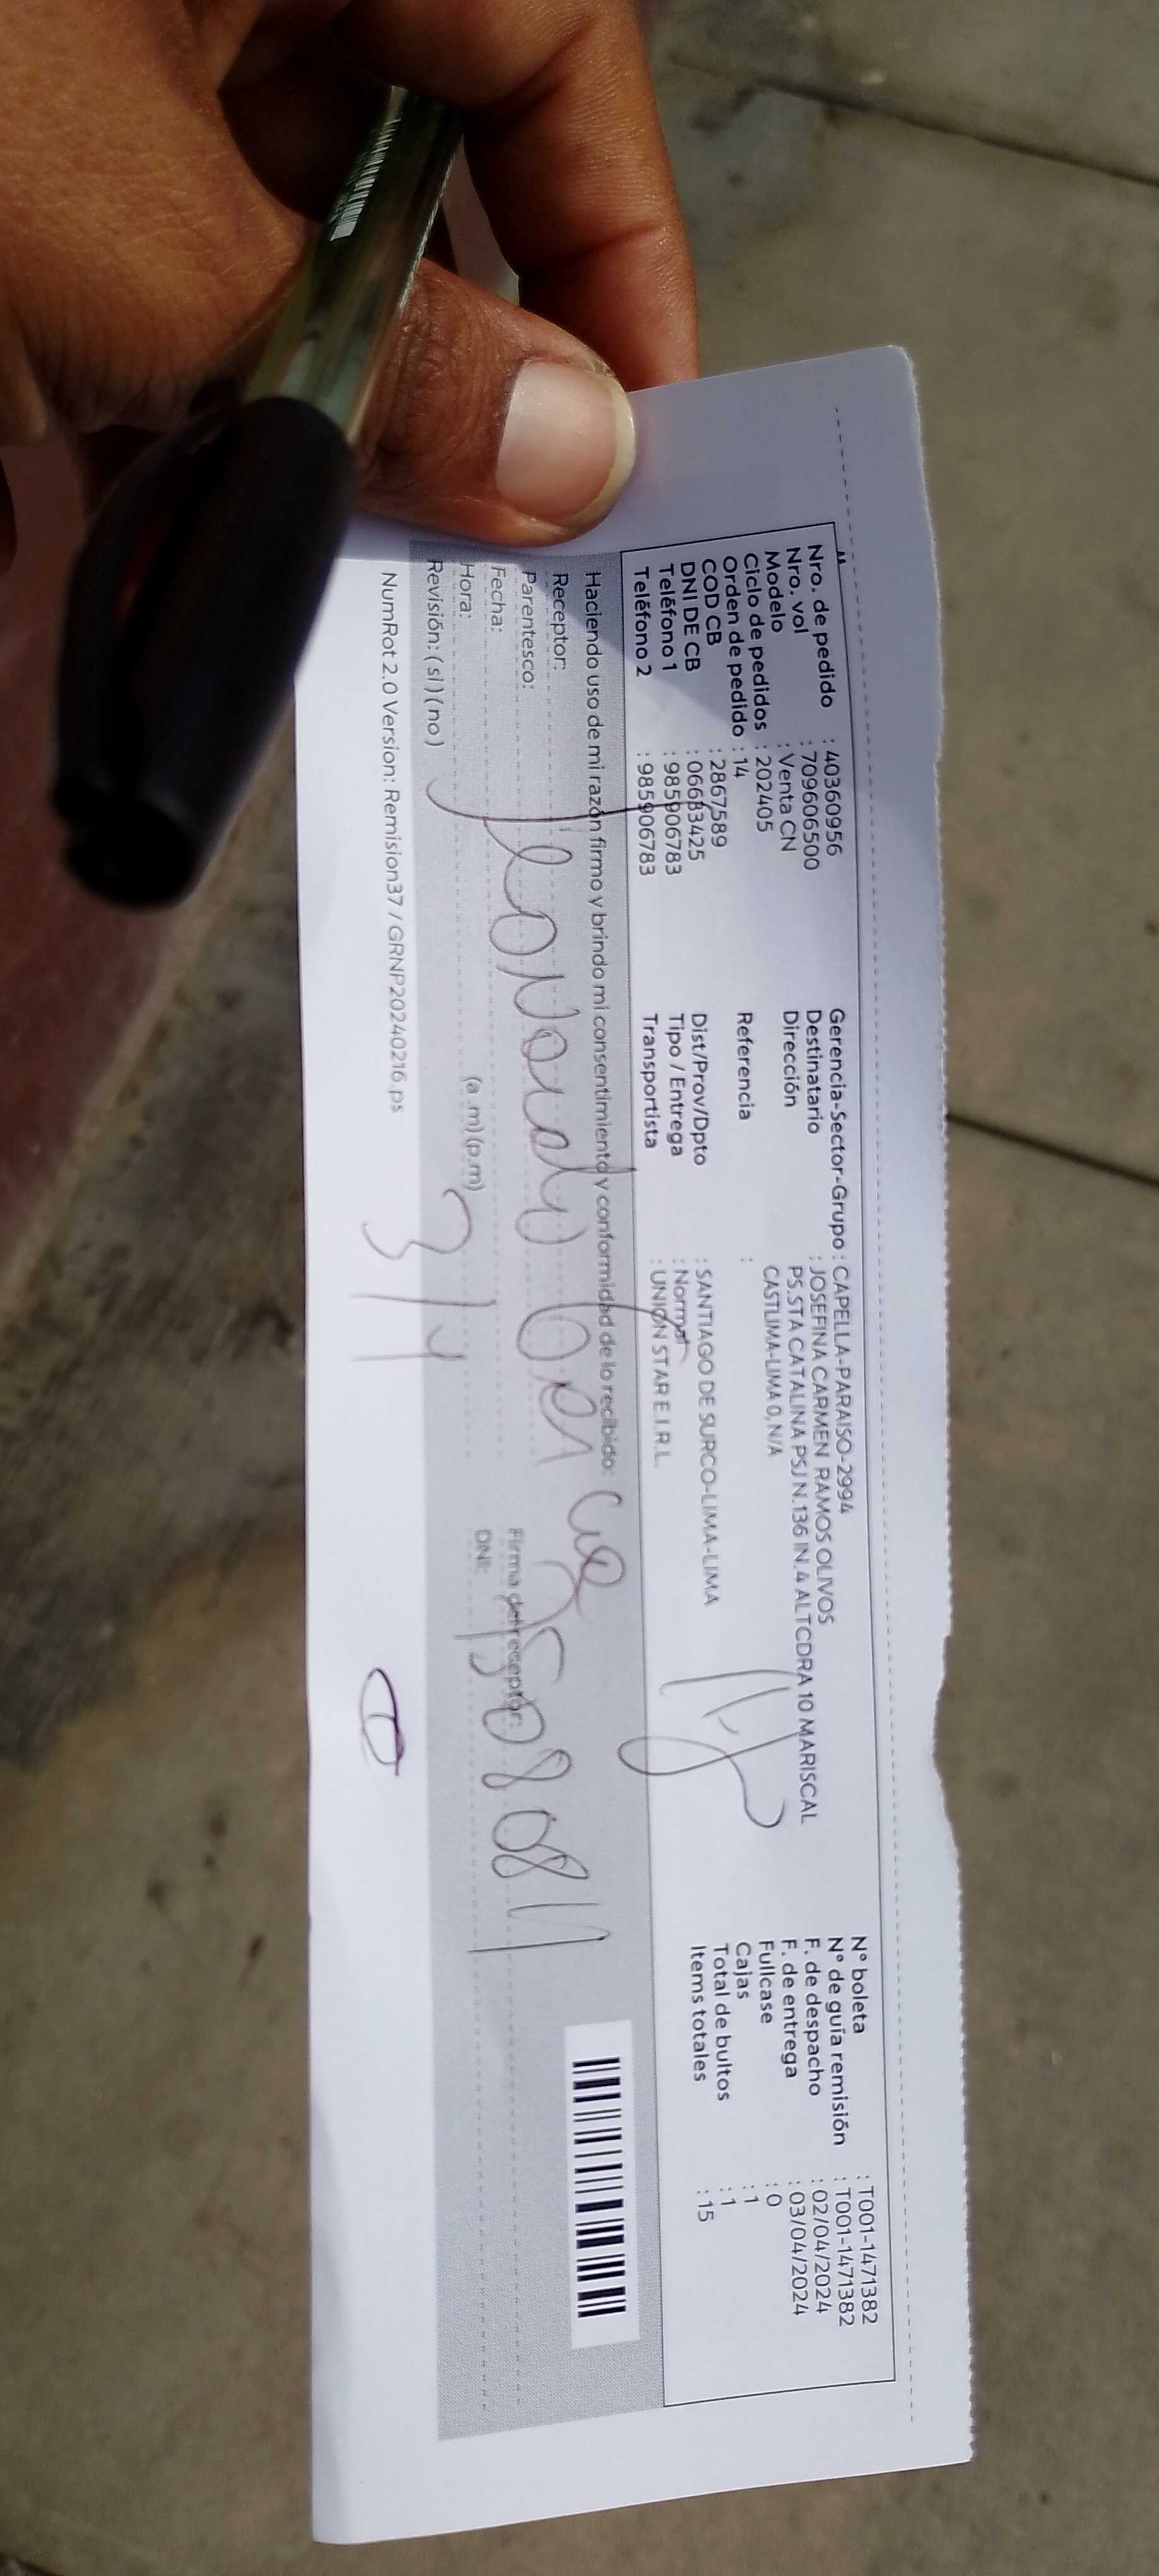 Nro. de pedido : 40360956
Nro. vol : 709606500
Modelo : Venta CN
Ciclo de pedidos : 202405
Orden de pedido : 14
COD CB : 2867589
DNI DE CB : 06683425
Teléfono 1 : 985906783
Teléfono 2 : 985906783
Gerencia-Sector-Grupo : CAPELLA-PARAISO-2994
Destinatario : JOSEFINA CARMEN RAMOS OLIVOS
Dirección : PS.STA CATALINA PSJ N.136 IN.4 ALTCDRA 10 MARISCAL
CASTLIMA-LIMA 0, N/A
Referencia :
Dist/Prov/Dpto : SANTIAGO DE SURCO-LIMA-LIMA
Tipo / Entrega : Normal
Transportista : UNION STAR E.I.R.L.
N° boleta : T001-1471382
N° de guía remisión : T001-1471382
F. de despacho : 02/04/2024
F. de entrega : 03/04/2024
Fullcase : 0
Cajas : 1
Total de bultos : 1
Items totales : 15
Haciendo uso de mi razón firmo y brindo mi consentimiento y conformidad de lo recibido:
Receptor:
Parentesco:
Fecha:
Hora: (a.m)(p.m)
Revisión: (si) (no)
Firma del receptor:
DNI:
3/4
NumRot 2.0 Version: Remision37 / GRNP20240216.ps